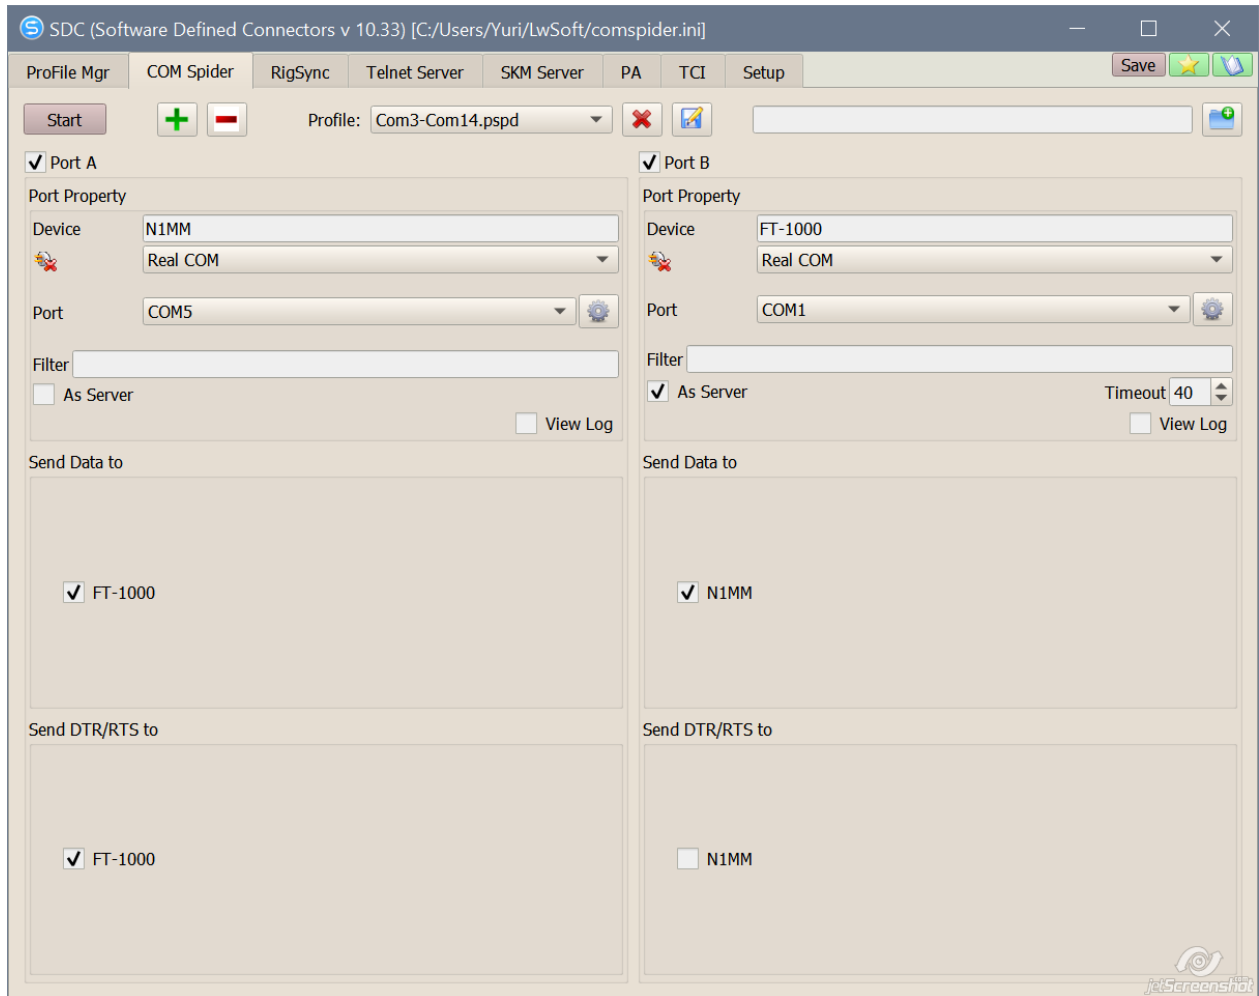 SDC (Software Defined Connectors v 10.33) [C:/Users/Yuri/LwSoft/comspider.ini]
ProFile Mgr COM Spider RigSync Telnet Server SKM Server PA TCI Setup Save
Start Profile: Com3-Com14.pspd
Port A Port B
Port Property Port Property
Device N1MM Device FT-1000
Real COM Real COM
Port COM5 Port COM1
Filter Filter
As Server As Server Timeout 40
View Log View Log
Send Data to Send Data to
FT-1000 N1MM
Send DTR/RTS to Send DTR/RTS to
FT-1000 N1MM
jetScreenshot